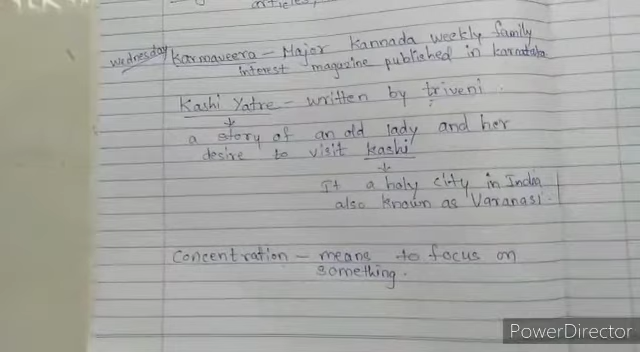 articles,
Wednesday Karmaveera - Major Kannada weekly family
interest magazine published in karnataka
Kashi Yatre - written by triveni.
a story of an old lady and her
desire to visit kashi
It a holy city in India
also known as Varanasi.
Concentration - means to focus on
something.
PowerDirector